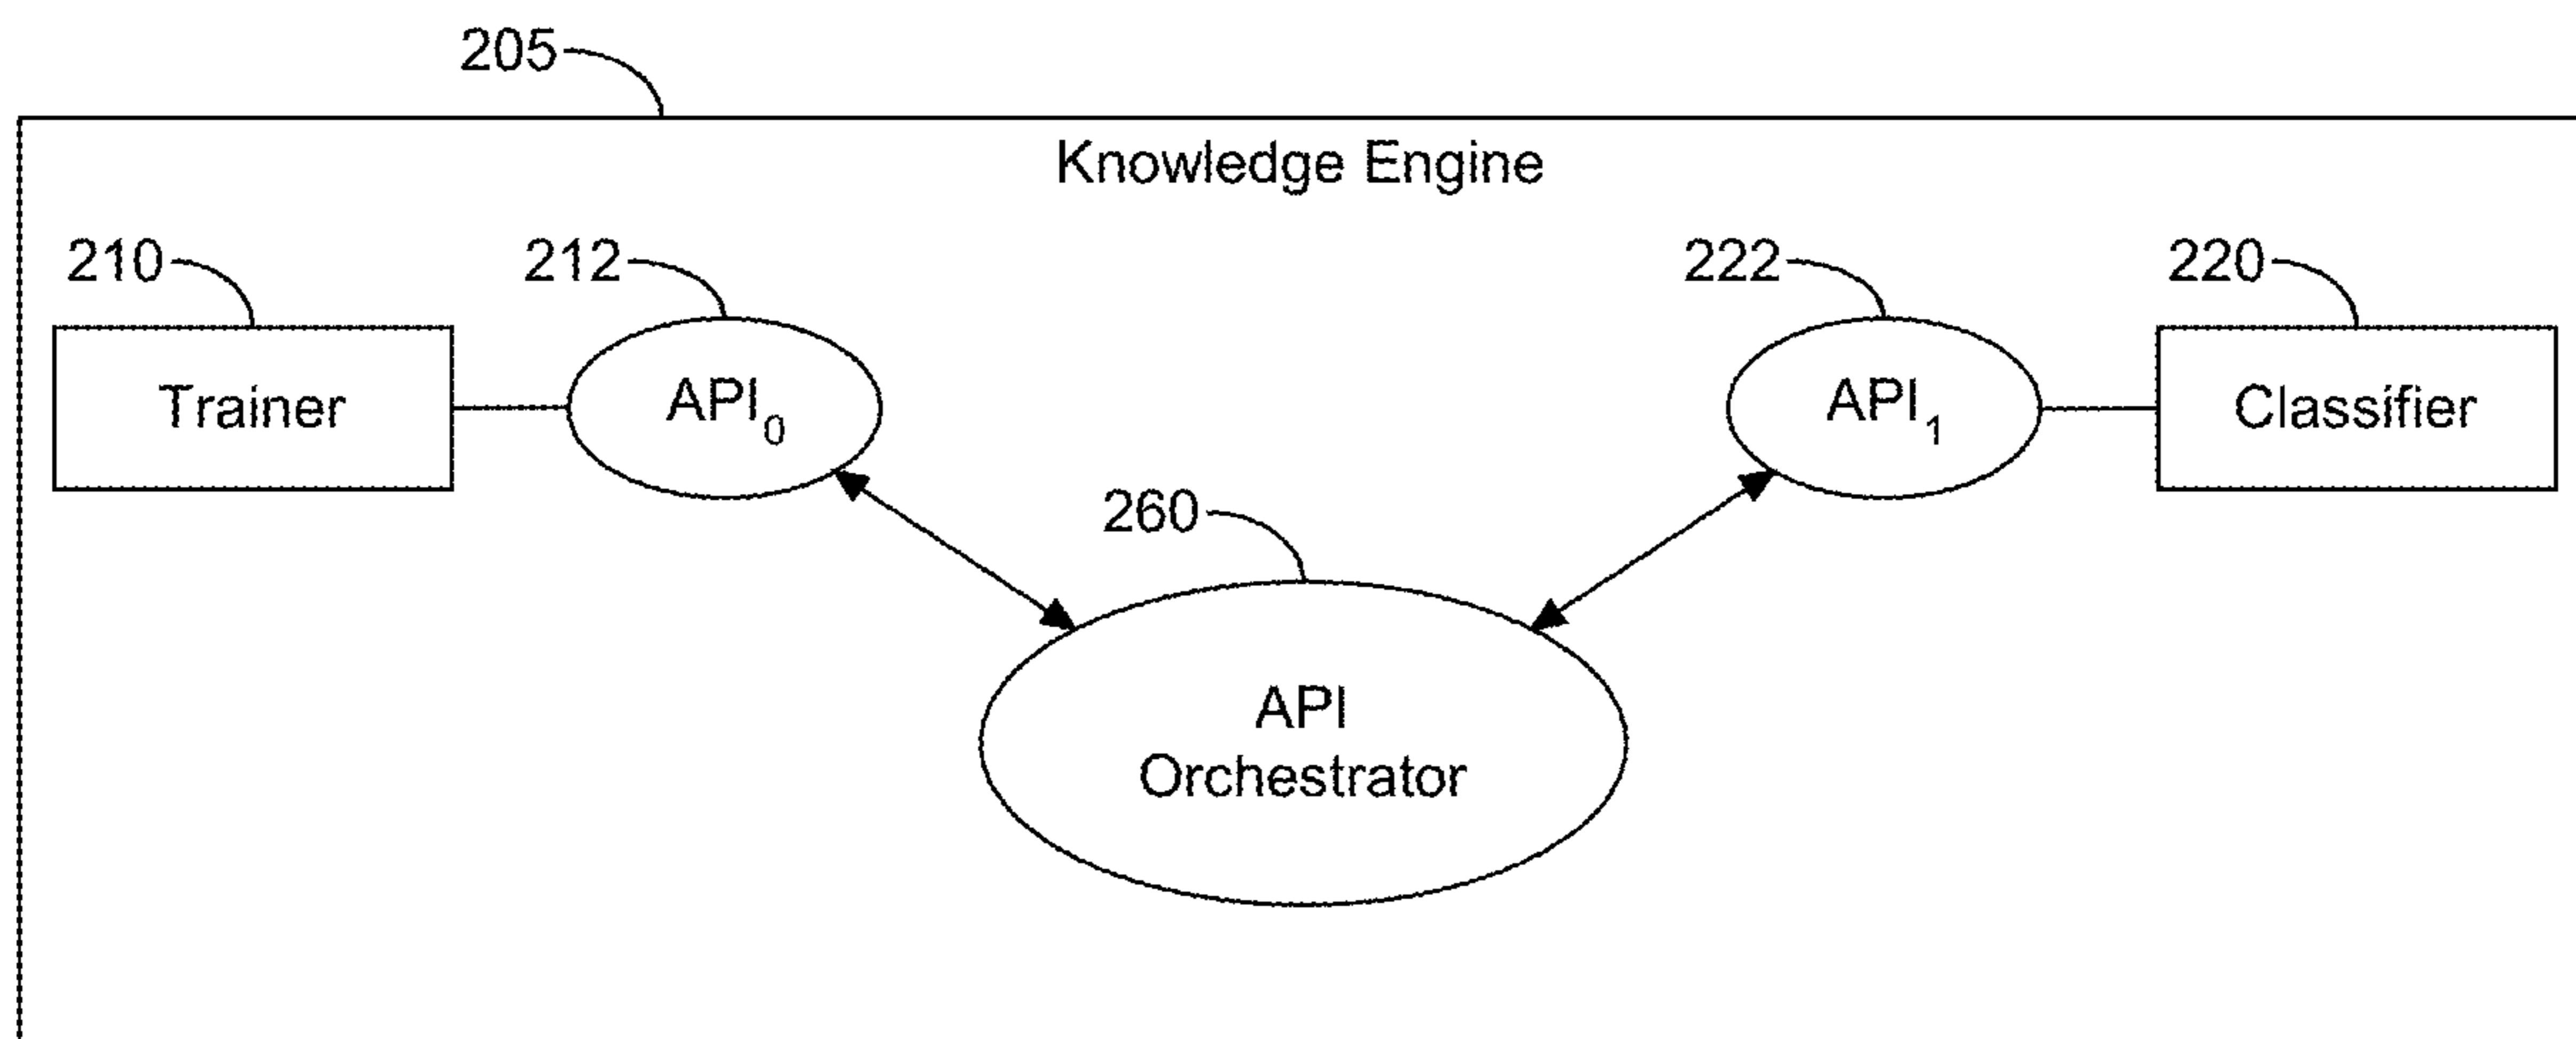 205
Knowledge Engine
210
212
222
220
Trainer
API0
API1
Classifier
260
API
Orchestrator